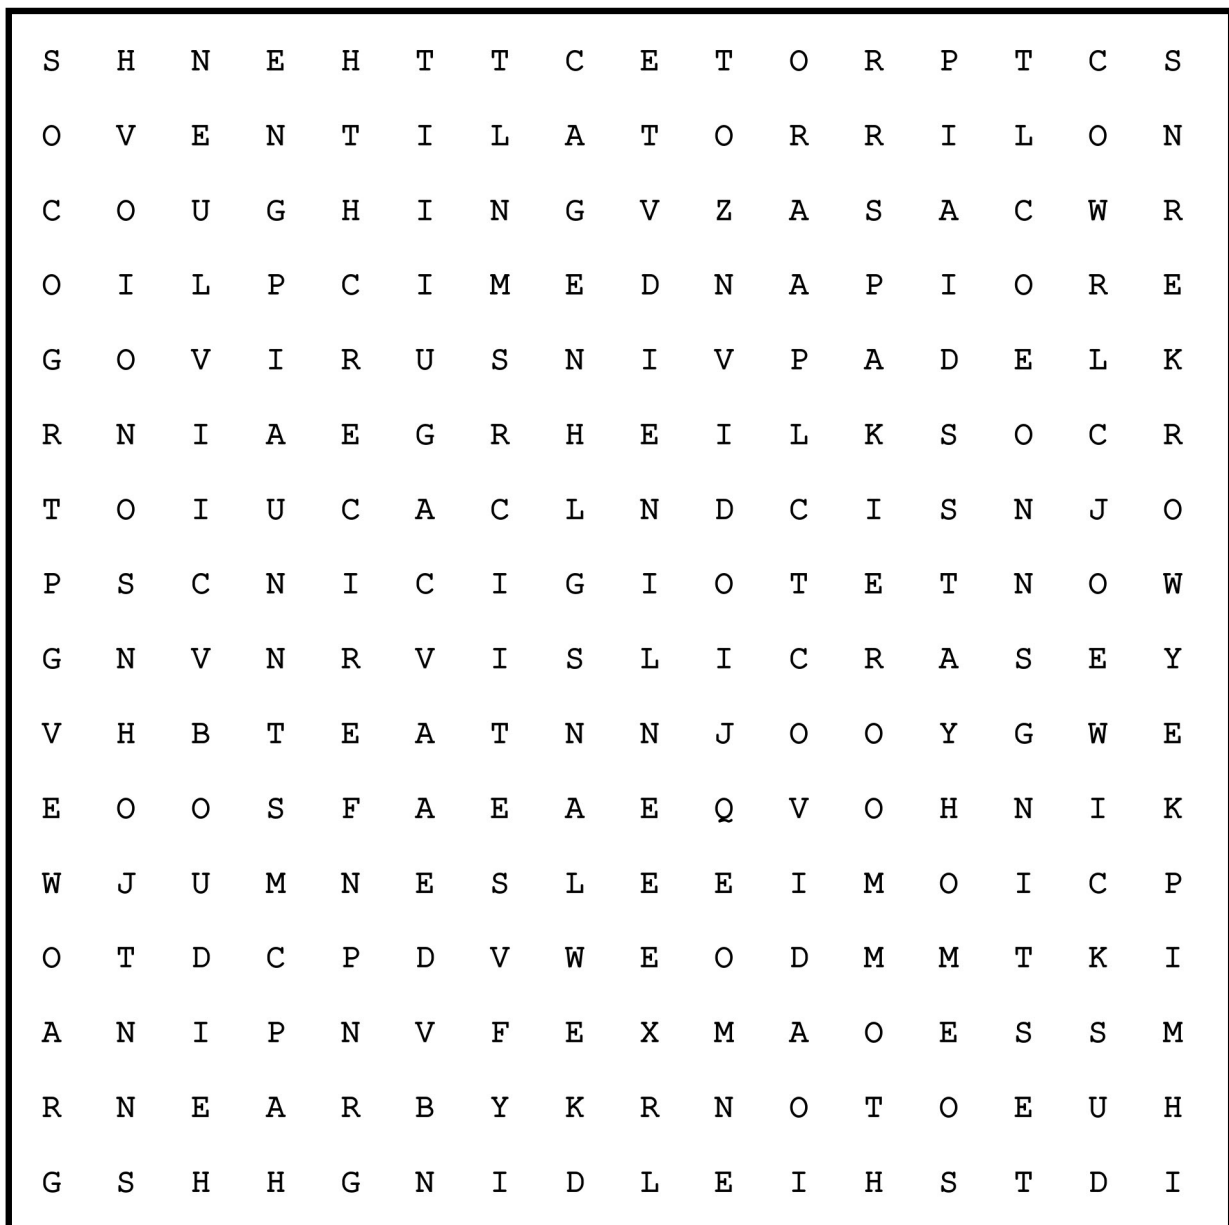 S H N E H T T C E T O R P T C S
O V E N T I L A T O R R I L O N
C O U G H I N G V Z A S A C W R
O I L P C I M E D N A P I O R E
G O V I R U S N I V P A D E L K
R N I A E G R H E I L K S O C R
T O I U C A C L N D C I S N J O
P S C N I C I G I O T E T N O W
G N V N R V I S L I C R A S E Y
V H B T E A T N N J O O Y G W E
E O O S F A E A E Q V O H N I K
W J U M N E S L E E I M O I C P
O T D C P D V W E O D M M T K I
A N I P N V F E X M A O E S S M
R N E A R B Y K R N O T O E U H
G S H H G N I D L E I H S T D I